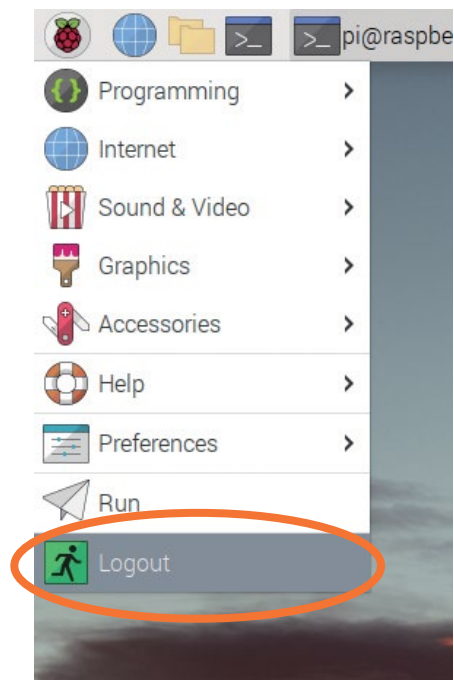 pi@raspbe
Programming
Internet
Sound & Video
Graphics
Accessories
Help
Preferences
Run
Logout